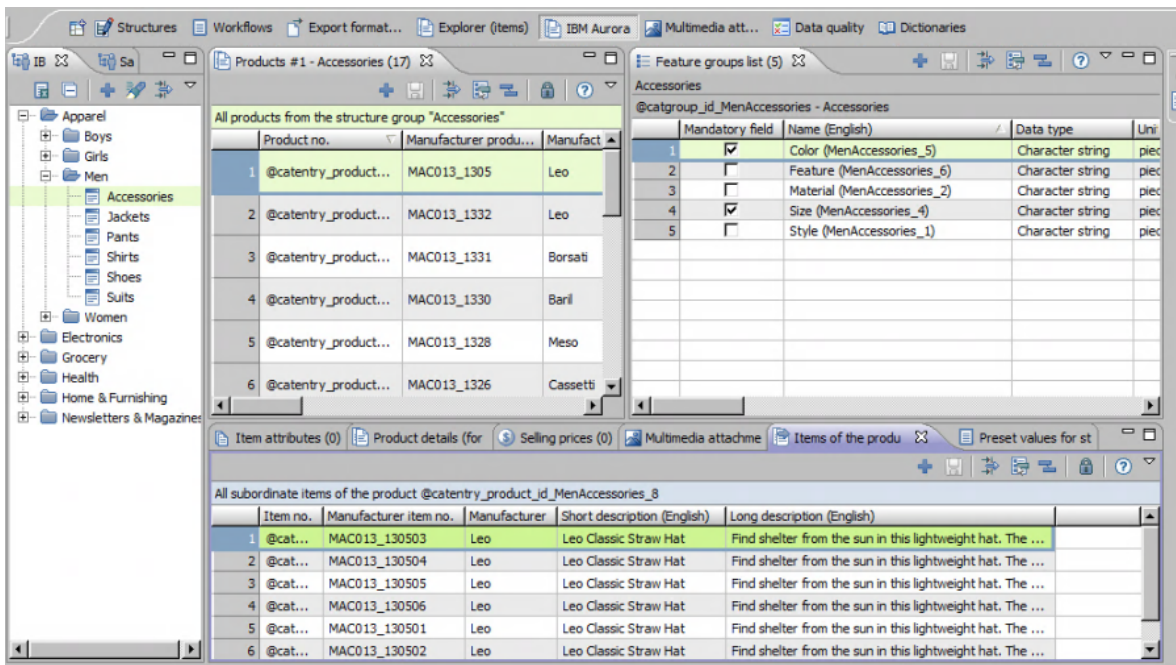 Structures Workflows Export format... Explorer (items) IBM Aurora Multimedia att... Data quality Dictionaries
IB Sa
Apparel
Boys
Girls
Men
Accessories
Jackets
Pants
Shirts
Shoes
Suits
Women
Electronics
Grocery
Health
Home & Furnishing
Newsletters & Magazines
Products #1 - Accessories (17)
All products from the structure group "Accessories"
Product no. Manufacturer produ... Manufact
1 @catentry_product... MAC013_1305 Leo
2 @catentry_product... MAC013_1332 Leo
3 @catentry_product... MAC013_1331 Borsati
4 @catentry_product... MAC013_1330 Baril
5 @catentry_product... MAC013_1328 Meso
6 @catentry_product... MAC013_1326 Cassetti
Feature groups list (5)
Accessories
@catgroup_id_MenAccessories - Accessories
Mandatory field Name (English) Data type Uni
1 Color (MenAccessories_5) Character string piec
2 Feature (MenAccessories_6) Character string piec
3 Material (MenAccessories_2) Character string piec
4 Size (MenAccessories_4) Character string piec
5 Style (MenAccessories_1) Character string piec
Item attributes (0) Product details (for Selling prices (0) Multimedia attachme Items of the produ Preset values for st
All subordinate items of the product @catentry_product_id_MenAccessories_8
Item no. Manufacturer item no. Manufacturer Short description (English) Long description (English)
1 @cat... MAC013_130503 Leo Leo Classic Straw Hat Find shelter from the sun in this lightweight hat. The ...
2 @cat... MAC013_130504 Leo Leo Classic Straw Hat Find shelter from the sun in this lightweight hat. The ...
3 @cat... MAC013_130505 Leo Leo Classic Straw Hat Find shelter from the sun in this lightweight hat. The ...
4 @cat... MAC013_130506 Leo Leo Classic Straw Hat Find shelter from the sun in this lightweight hat. The ...
5 @cat... MAC013_130501 Leo Leo Classic Straw Hat Find shelter from the sun in this lightweight hat. The ...
6 @cat... MAC013_130502 Leo Leo Classic Straw Hat Find shelter from the sun in this lightweight hat. The ...